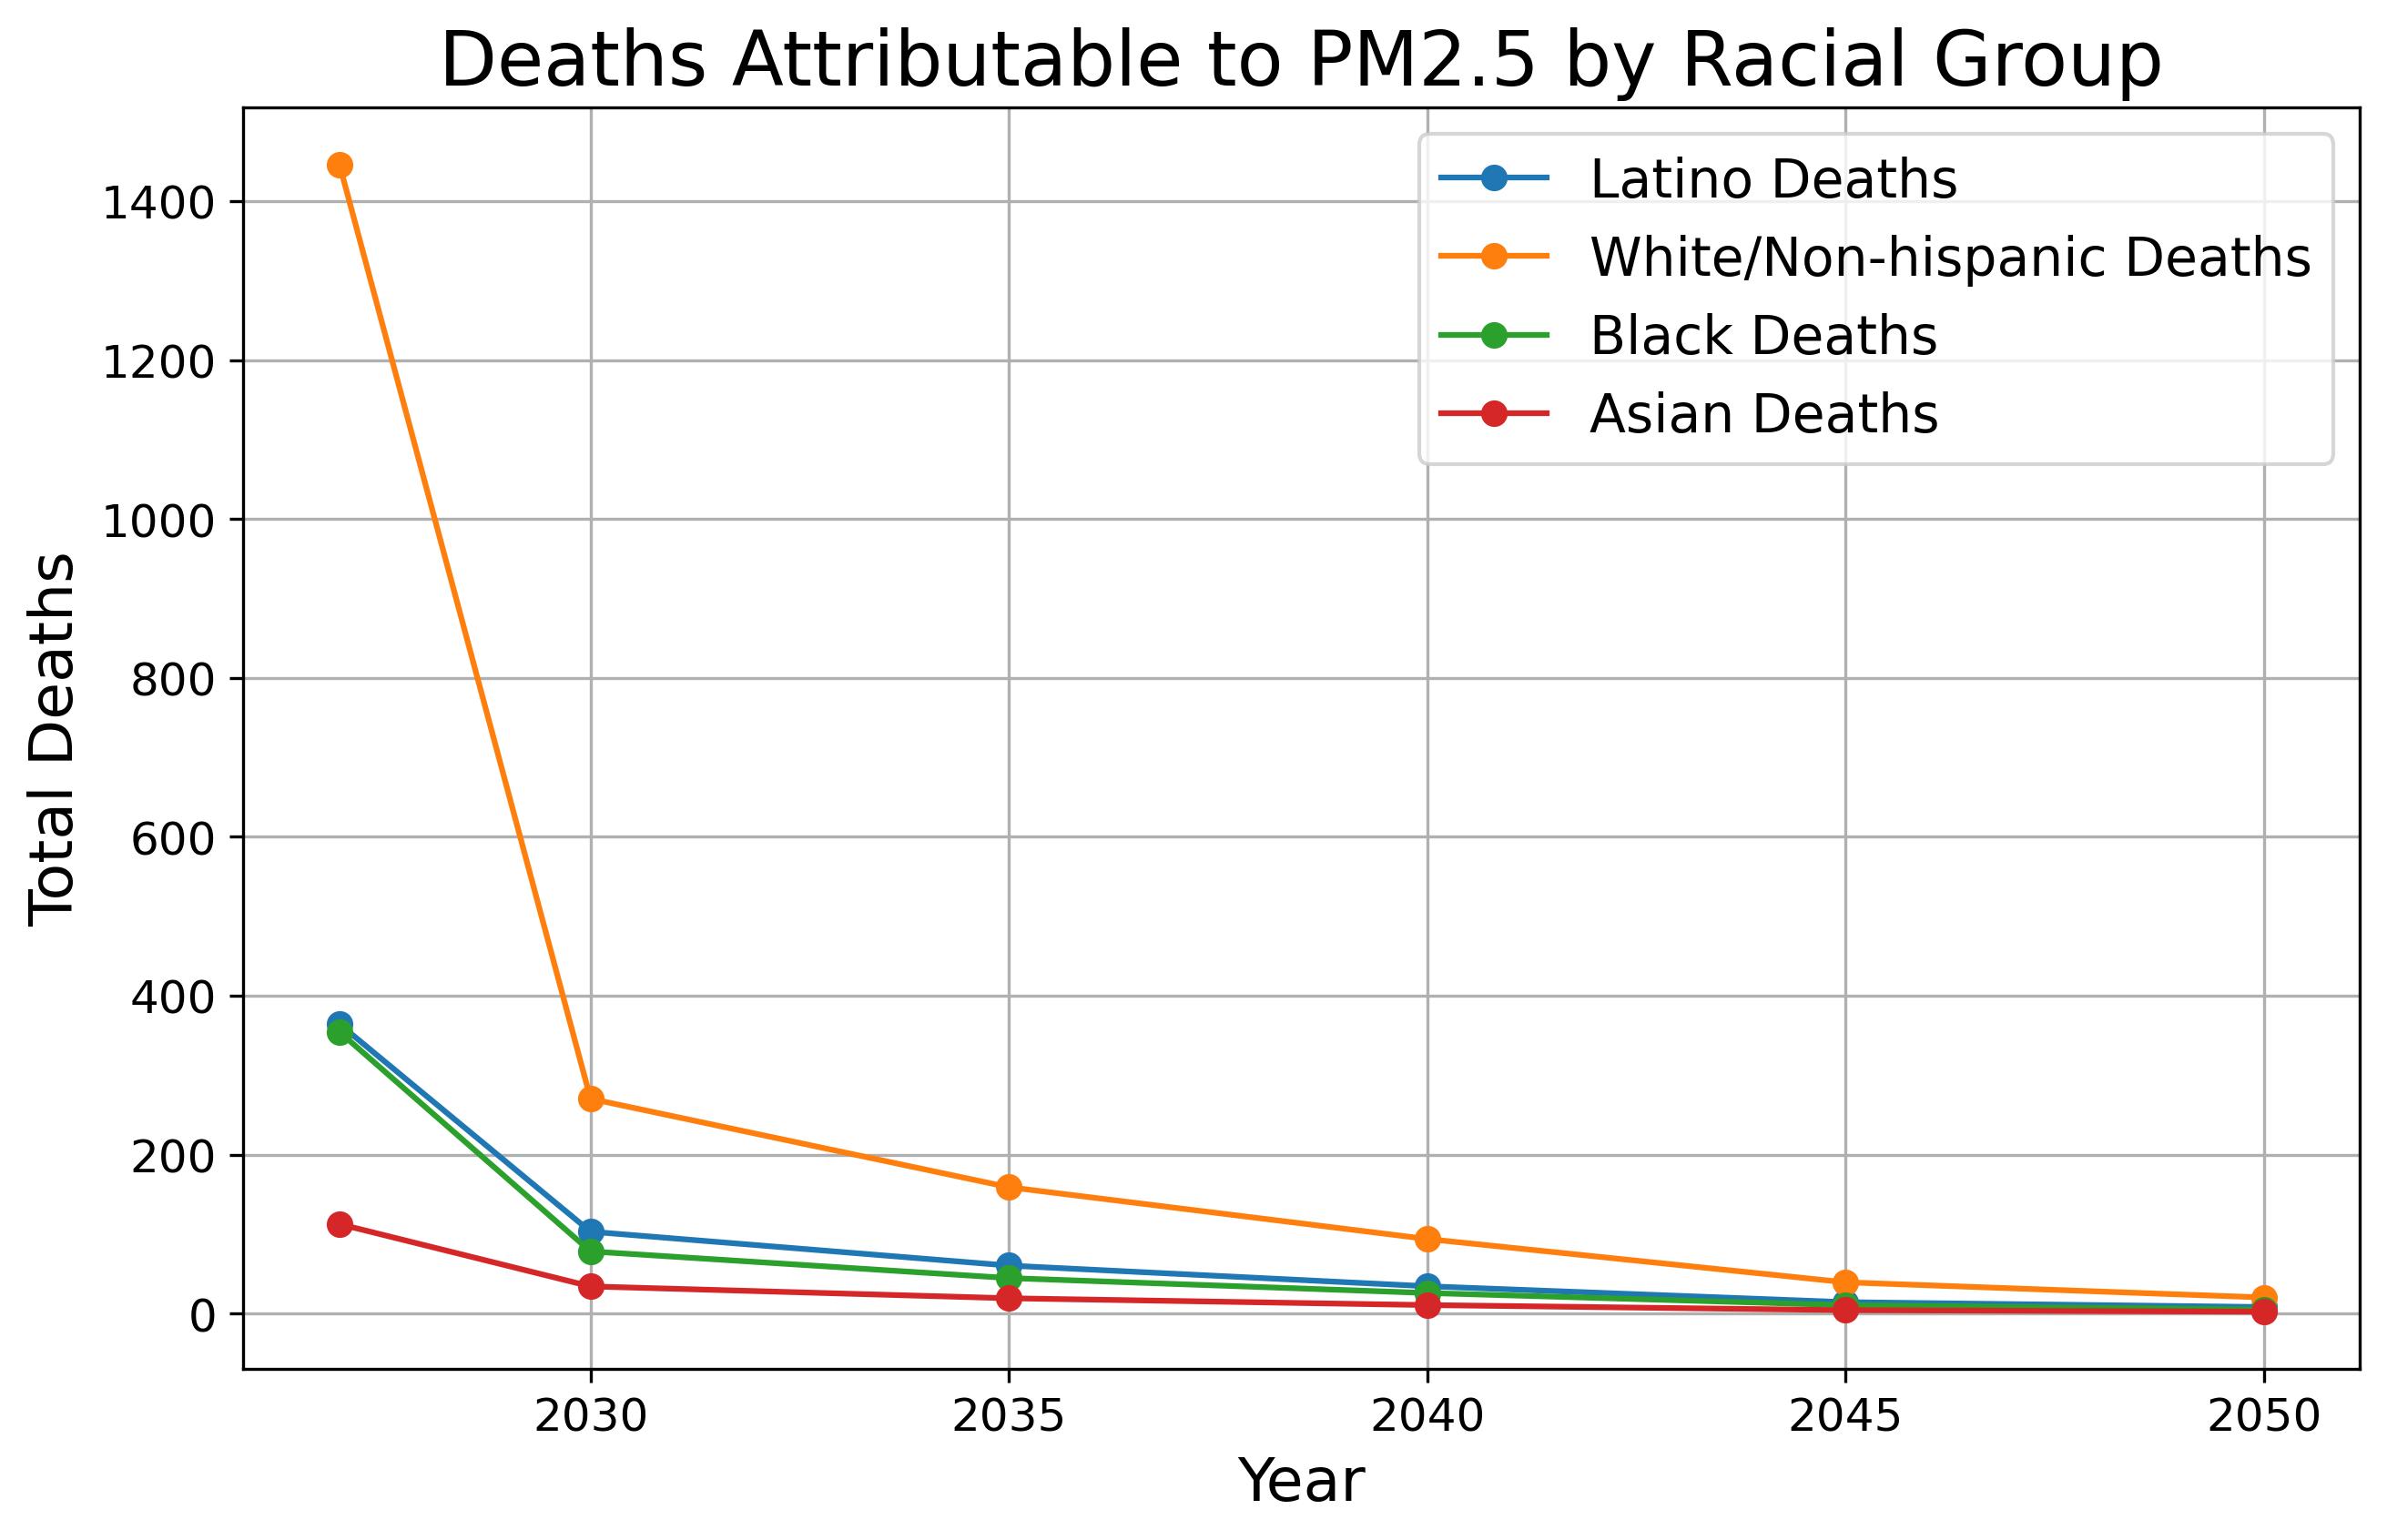 Deaths Attributable to PM2.5 by Racial Group
Latino Deaths
White/Non-hispanic Deaths
Black Deaths
Asian Deaths
1400
1200
1000
800
600
400
200
0
Total Deaths
2030
2035
2040
2045
2050
Year